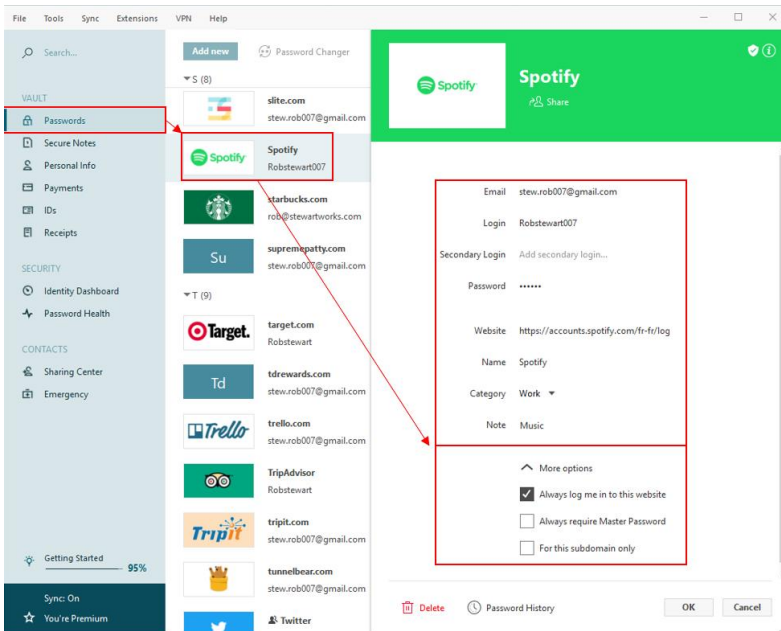 File Tools Sync Extensions VPN Help
Search...
VAULT
Passwords
Secure Notes
Personal Info
Payments
IDs
Receipts
SECURITY
Identity Dashboard
Password Health
CONTACTS
Sharing Center
Emergency
Getting Started
95%
Sync: On
You're Premium
Add new Password Changer
S (8)
slite.com
stew.rob007@gmail.com
Spotify
Spotify
Robstewart007
starbucks.com
rob@stewartworks.com
Su
supremepatty.com
stew.rob007@gmail.com
T (9)
Target.
target.com
Robstewart
Td
tdrewards.com
stew.rob007@gmail.com
Trello
trello.com
stew.rob007@gmail.com
TripAdvisor
Robstewart
Tripit
tripit.com
stew.rob007@gmail.com
tunnelbear.com
stew.rob007@gmail.com
Twitter
Spotify
Spotify
Share
Email stew.rob007@gmail.com
Login Robstewart007
Secondary Login Add secondary login...
Password ••••••
Website https://accounts.spotify.com/fr-fr/log
Name Spotify
Category Work
Note Music
More options
Always log me in to this website
Always require Master Password
For this subdomain only
Delete Password History OK Cancel